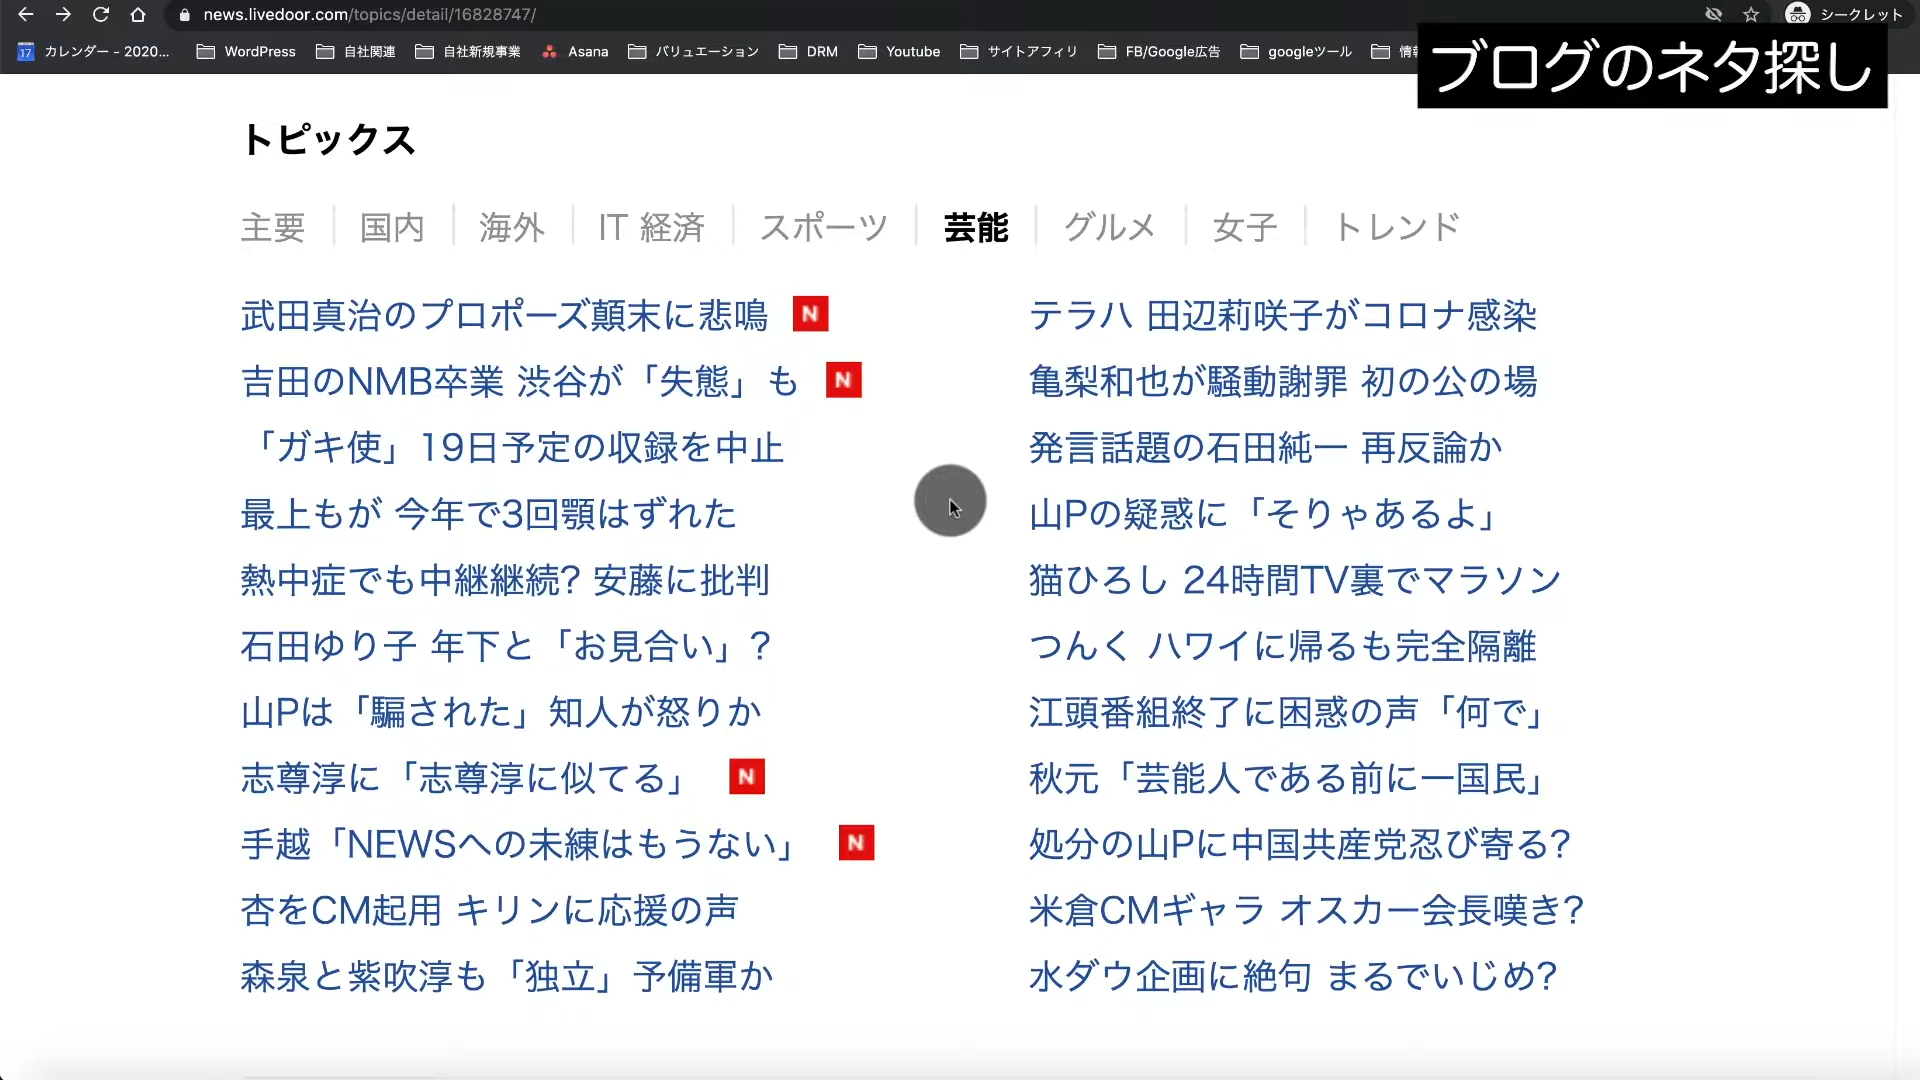 news.livedoor.com/topics/detail/16828747/
シークレット
17 カレンダー - 2020... WordPress 自社関連 自社新規事業 Asana バリュエーション DRM Youtube サイトアフィリ FB/Google広告 googleツール 情報
ブログのネタ探し
トピックス
主要 国内 海外 IT 経済 スポーツ 芸能 グルメ 女子 トレンド
武田真治のプロポーズ顛末に悲鳴 N
吉田のNMB卒業 渋谷が「失態」も N
「ガキ使」19日予定の収録を中止
最上もが 今年で3回顎はずれた
熱中症でも中継継続? 安藤に批判
石田ゆり子 年下と「お見合い」?
山Pは「騙された」知人が怒りか
志尊淳に「志尊淳に似てる」 N
手越「NEWSへの未練はもうない」 N
杏をCM起用 キリンに応援の声
森泉と紫吹淳も「独立」予備軍か
テラハ 田辺莉咲子がコロナ感染
亀梨和也が騒動謝罪 初の公の場
発言話題の石田純一 再反論か
山Pの疑惑に「そりゃあるよ」
猫ひろし 24時間TV裏でマラソン
つんく ハワイに帰るも完全隔離
江頭番組終了に困惑の声「何で」
秋元「芸能人である前に一国民」
処分の山Pに中国共産党忍び寄る?
米倉CMギャラ オスカー会長嘆き?
水ダウ企画に絶句 まるでいじめ?